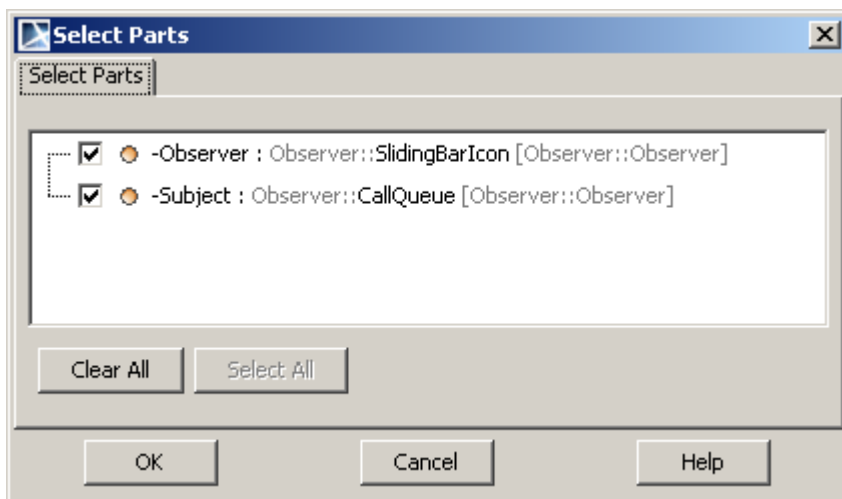 Select Parts
Select Parts
-Observer : Observer::SlidingBarIcon [Observer::Observer]
-Subject : Observer::CallQueue [Observer::Observer]
Clear All Select All
OK Cancel Help